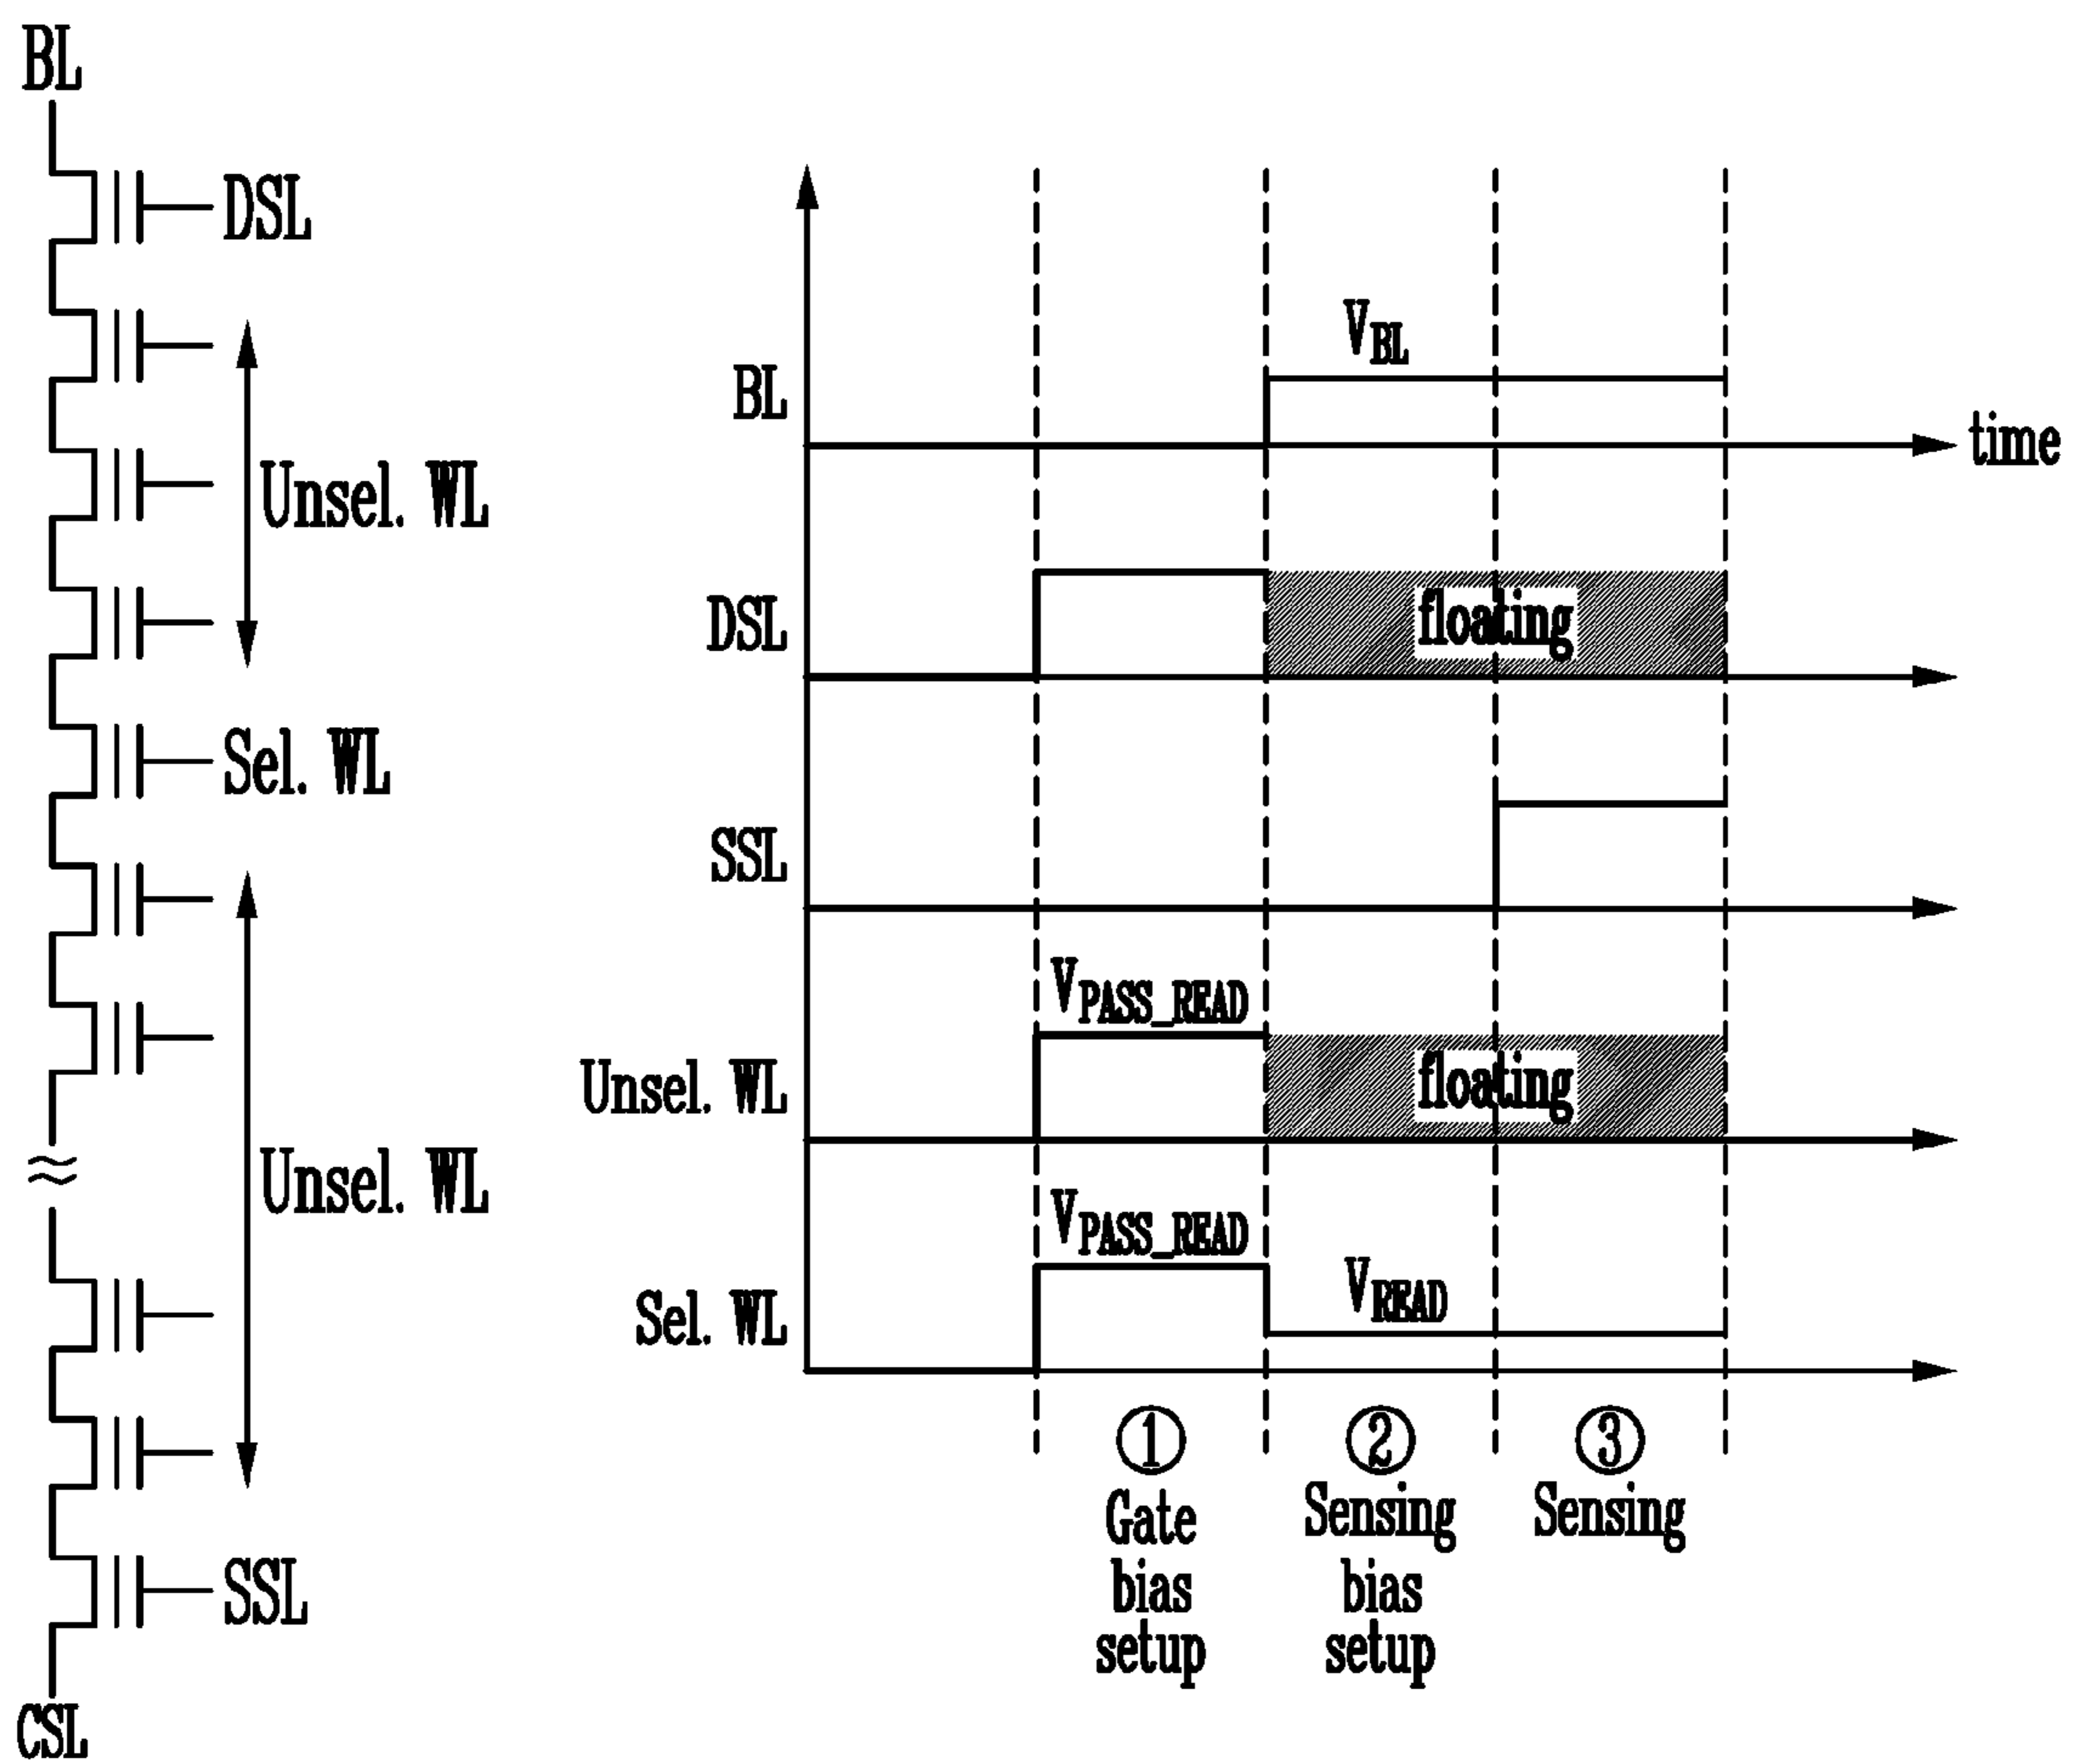 BL
DSL
Unsel. WL
Sel. WL
Unsel. WL
SSL
CSL
BL
V_BL
time
DSL
floating
SSL
V_PASS_READ
Unsel. WL
floating
V_PASS_READ
Sel. WL
V_READ
①
Gate
bias
setup
②
Sensing
bias
setup
③
Sensing